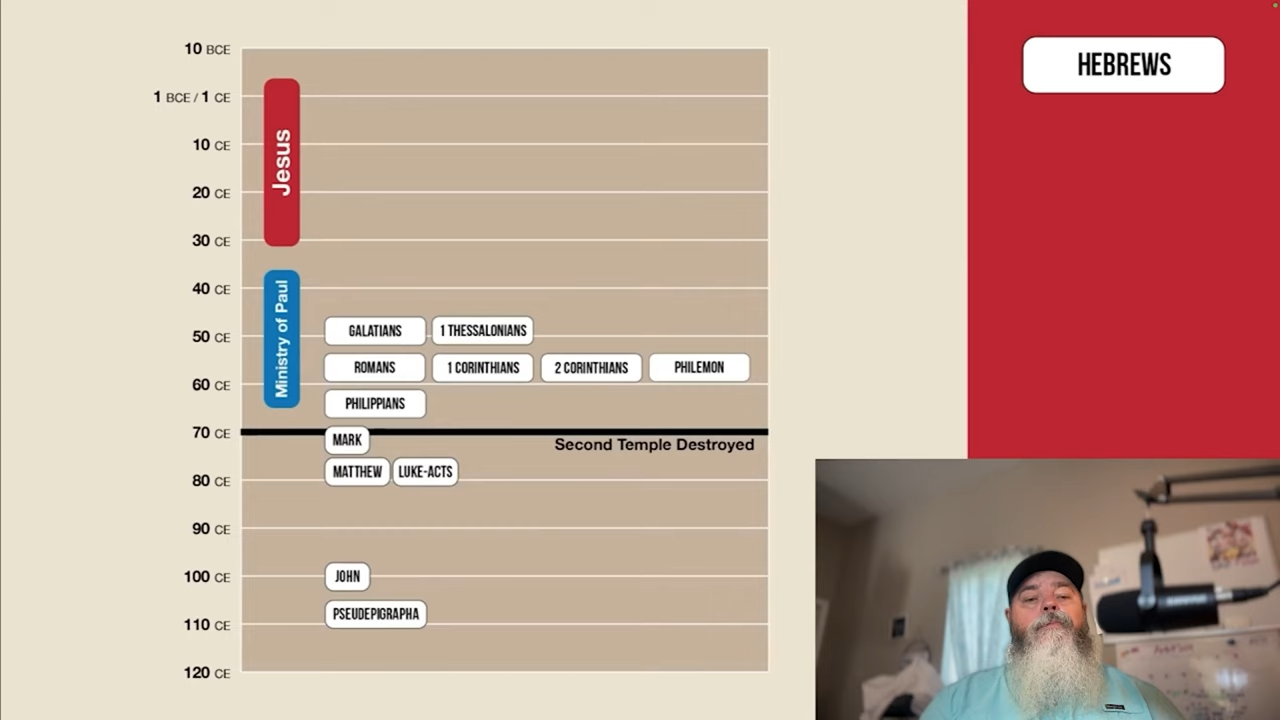 10 BCE
1 BCE / 1 CE
10 CE
20 CE
30 CE
40 CE
50 CE
60 CE
70 CE
80 CE
90 CE
100 CE
110 CE
120 CE
Jesus
Ministry of Paul
GALATIANS
1 THESSALONIANS
ROMANS
1 CORINTHIANS
2 CORINTHIANS
PHILEMON
PHILIPPIANS
MARK
Second Temple Destroyed
MATTHEW
LUKE-ACTS
JOHN
PSEUDEPIGRAPHA
HEBREWS